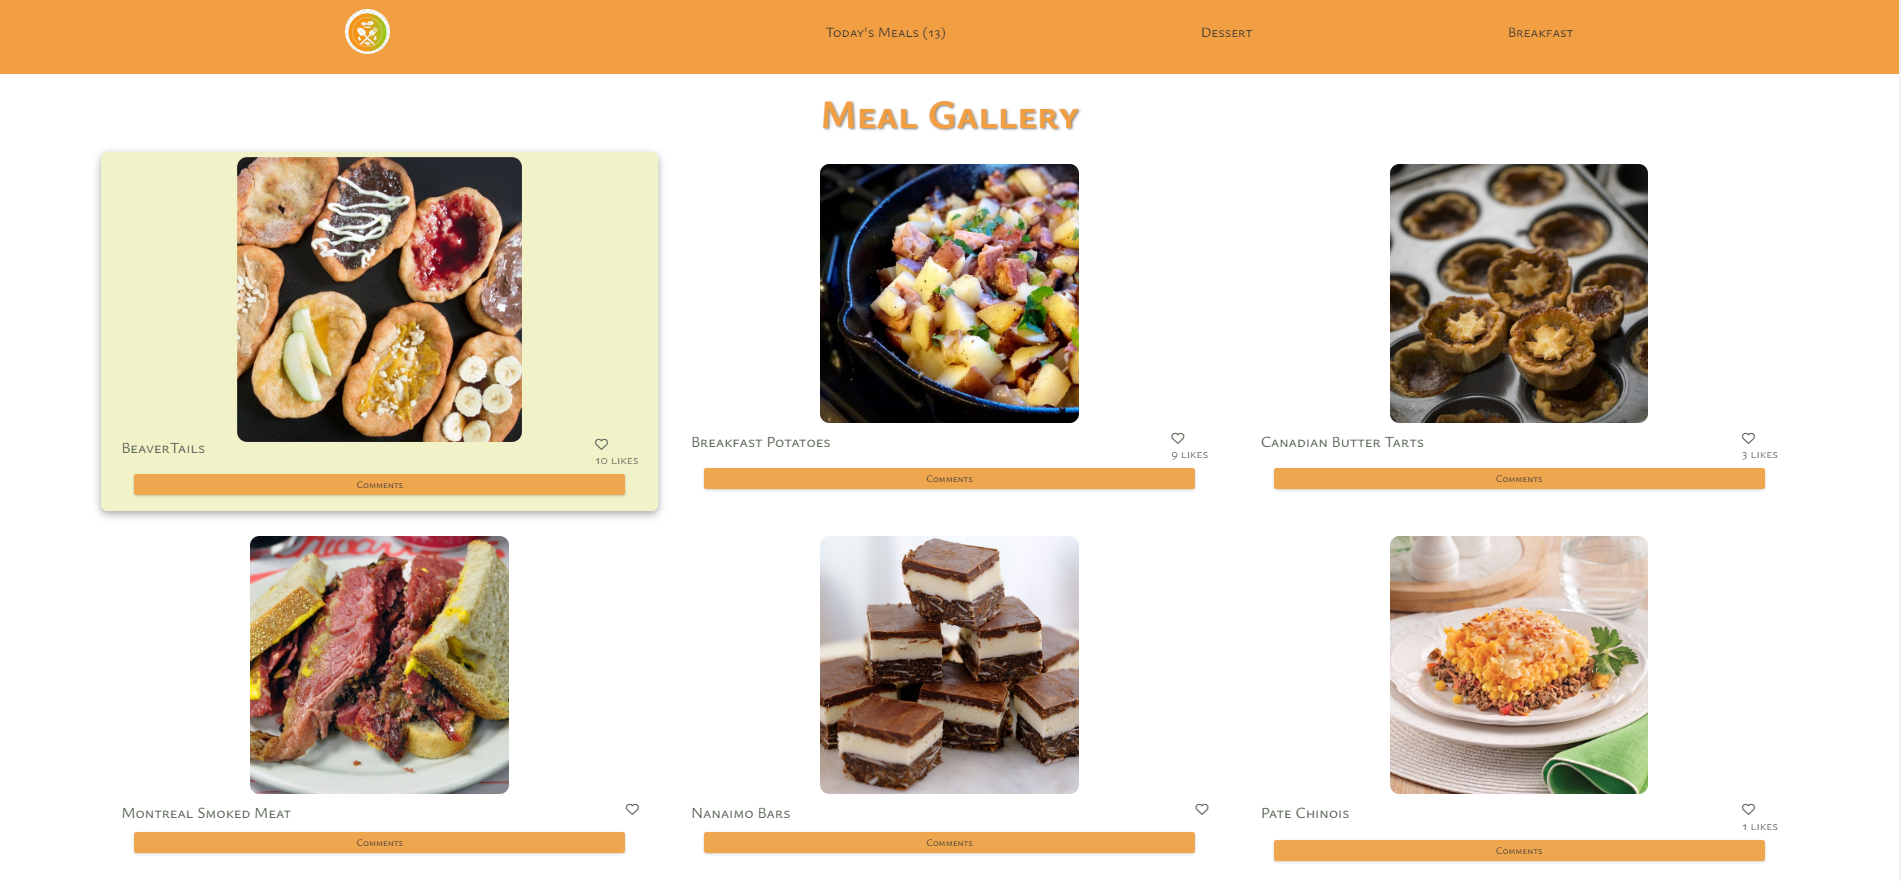 Today's Meals (13)
Dessert
Breakfast
Meal Gallery
BeaverTails
10 likes
Comments
Breakfast Potatoes
9 likes
Comments
Canadian Butter Tarts
3 likes
Comments
Montreal Smoked Meat
Comments
Nanaimo Bars
Comments
Pate Chinois
1 likes
Comments